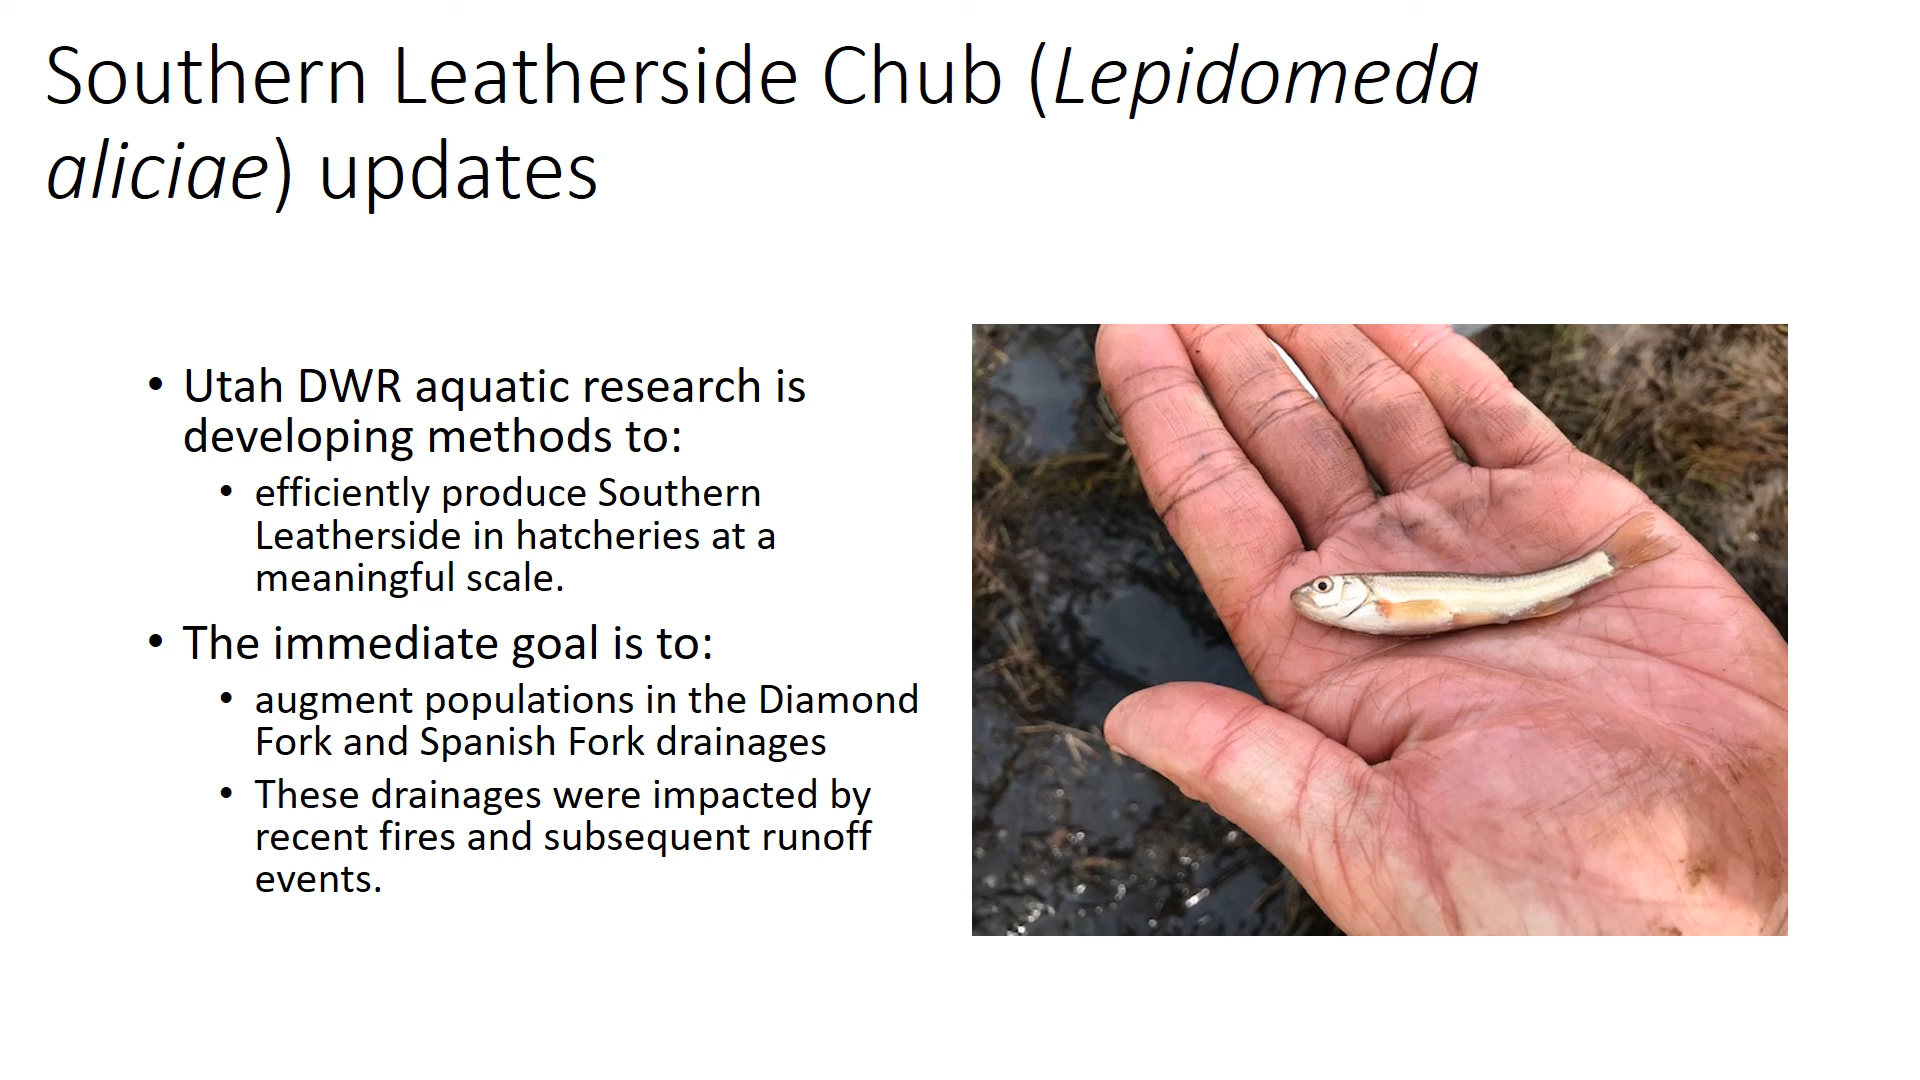 Southern Leatherside Chub (Lepidomeda
aliciae) updates
• Utah DWR aquatic research is
developing methods to:
• efficiently produce Southern
Leatherside in hatcheries at a
meaningful scale.
• The immediate goal is to:
• augment populations in the Diamond
Fork and Spanish Fork drainages
• These drainages were impacted by
recent fires and subsequent runoff
events.